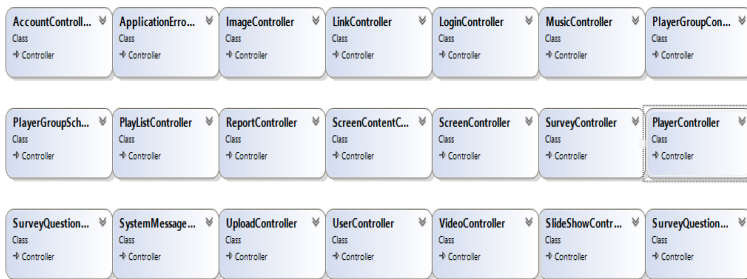 AccountControll... ApplicationErro... ImageController LinkController LoginController MusicController PlayerGroupCon...
Class Class Class Class Class Class Class
Controller Controller Controller Controller Controller Controller Controller
PlayerGroupSch... PlayListController ReportController ScreenContentC... ScreenController SurveyController PlayerController
Class Class Class Class Class Class Class
Controller Controller Controller Controller Controller Controller Controller
SurveyQuestion... SystemMessage... UploadController UserController VideoController SlideShowContr... SurveyQuestion...
Class Class Class Class Class Class Class
Controller Controller Controller Controller Controller Controller Controller